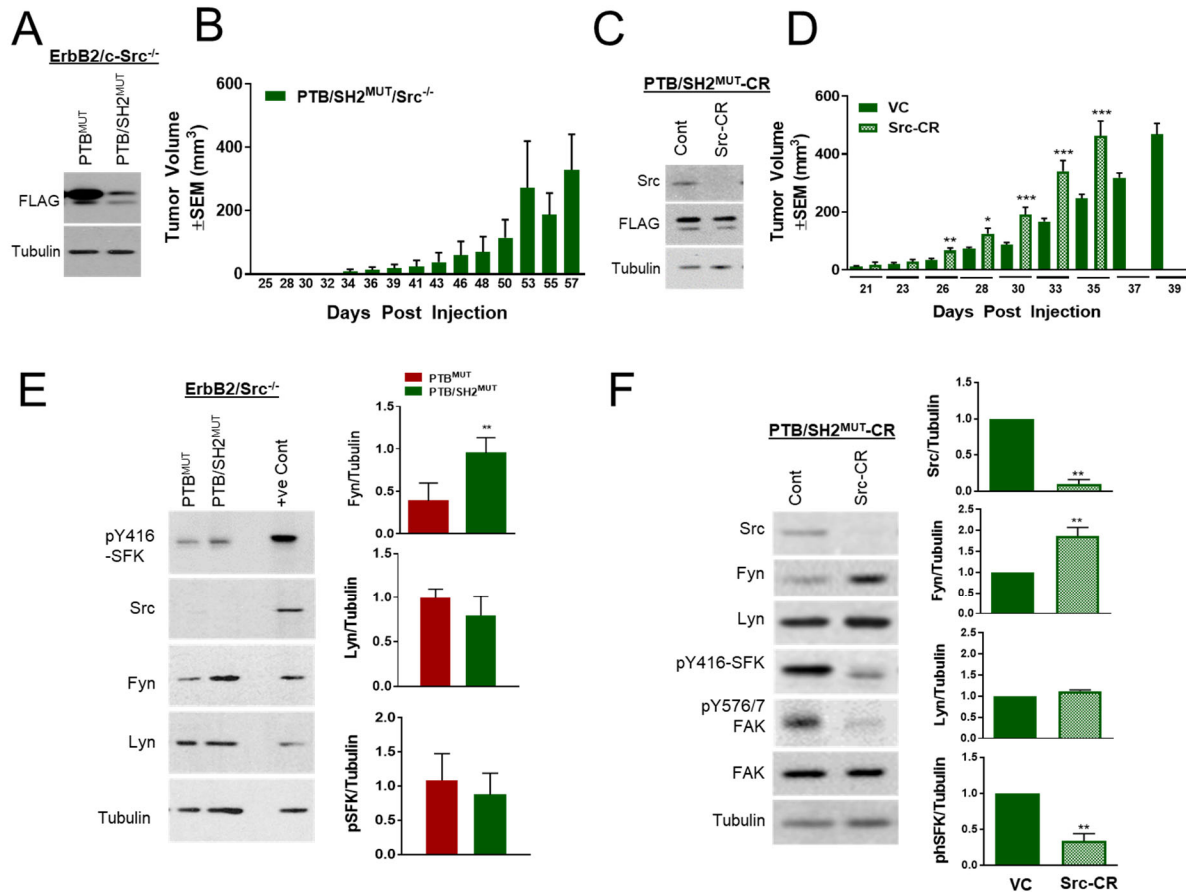 A
ErbB2/c-Src-/-
PTBMUT
PTB/SH2MUT
FLAG
Tubulin
B
Tumor Volume
±SEM (mm3)
600
400
200
0
PTB/SH2MUT/Src-/-
25 28 30 32 34 36 39 41 43 46 48 50 53 55 57
Days Post Injection
C
PTB/SH2MUT-CR
Cont
Src-CR
Src
FLAG
Tubulin
D
Tumor Volume
±SEM (mm3)
600
400
200
0
VC
Src-CR
** * *** *** ***
21 23 26 28 30 33 35 37 39
Days Post Injection
E
ErbB2/Src-/-
PTBMUT
PTB/SH2MUT
+ve Cont
pY416
-SFK
Src
Fyn
Lyn
Tubulin
PTBMUT
PTB/SH2MUT
Fyn/Tubulin
1.5
1.0
0.5
0.0
**
Lyn/Tubulin
1.5
1.0
0.5
0.0
pSFK/Tubulin
2.0
1.5
1.0
0.5
0.0
F
PTB/SH2MUT-CR
Cont
Src-CR
Src
Fyn
Lyn
pY416-SFK
pY576/7
FAK
FAK
Tubulin
Src/Tubulin
1.5
1.0
0.5
0.0
**
Fyn/Tubulin
2.5
2.0
1.5
1.0
0.5
0.0
**
Lyn/Tubulin
2.0
1.5
1.0
0.5
0.0
phSFK/Tubulin
1.5
1.0
0.5
0.0
**
VC Src-CR